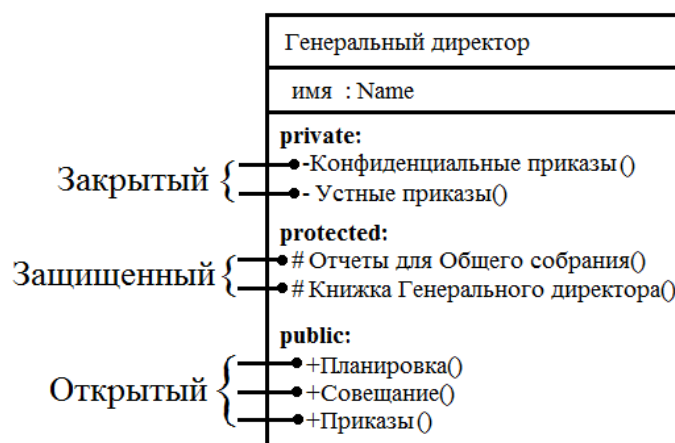 Генеральный директор
имя : Name
private:
Закрытый
-Конфиденциальные приказы()
- Устные приказы()
protected:
Защищенный
# Отчеты для Общего собрания()
# Книжка Генерального директора()
public:
Открытый
+Планировка()
+Совещание()
+Приказы()